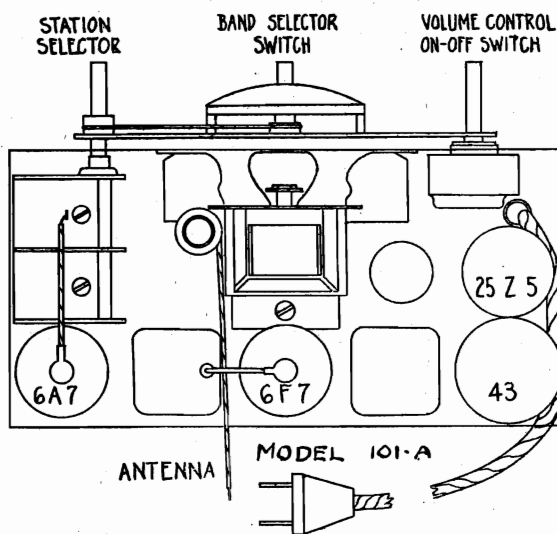 STATION
SELECTOR
BAND SELECTOR
SWITCH
VOLUME CONTROL
ON-OFF SWITCH
25Z5
6A7
6F7
43
ANTENNA
MODEL 101-A